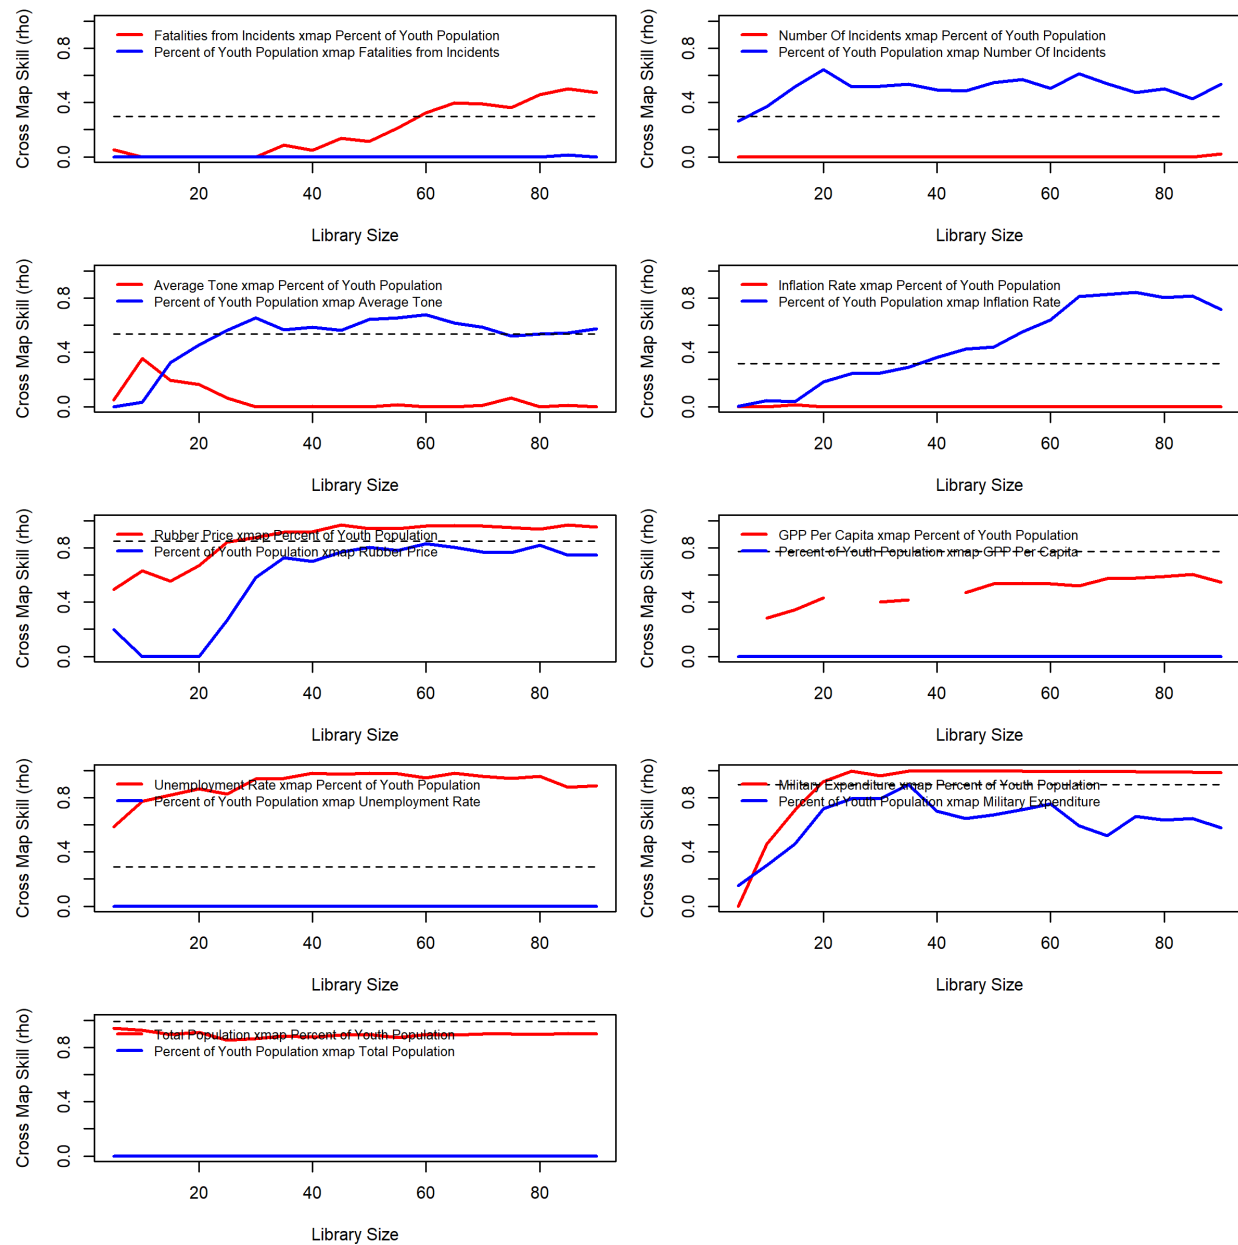 Cross Map Skill (rho)
0.0 0.4 0.8
Fatalities from Incidents xmap Percent of Youth Population
Percent of Youth Population xmap Fatalities from Incidents
20 40 60 80
Library Size
Cross Map Skill (rho)
0.0 0.4 0.8
Number Of Incidents xmap Percent of Youth Population
Percent of Youth Population xmap Number Of Incidents
20 40 60 80
Library Size
Cross Map Skill (rho)
0.0 0.4 0.8
Average Tone xmap Percent of Youth Population
Percent of Youth Population xmap Average Tone
20 40 60 80
Library Size
Cross Map Skill (rho)
0.0 0.4 0.8
Inflation Rate xmap Percent of Youth Population
Percent of Youth Population xmap Inflation Rate
20 40 60 80
Library Size
Cross Map Skill (rho)
0.0 0.4 0.8
Rubber Price xmap Percent of Youth Population
Percent of Youth Population xmap Rubber Price
20 40 60 80
Library Size
Cross Map Skill (rho)
0.0 0.4 0.8
GPP Per Capita xmap Percent of Youth Population
Percent of Youth Population xmap GPP Per Capita
20 40 60 80
Library Size
Cross Map Skill (rho)
0.0 0.4 0.8
Unemployment Rate xmap Percent of Youth Population
Percent of Youth Population xmap Unemployment Rate
20 40 60 80
Library Size
Cross Map Skill (rho)
0.0 0.4 0.8
Military Expenditure xmap Percent of Youth Population
Percent of Youth Population xmap Military Expenditure
20 40 60 80
Library Size
Cross Map Skill (rho)
0.0 0.4 0.8
Total Population xmap Percent of Youth Population
Percent of Youth Population xmap Total Population
20 40 60 80
Library Size